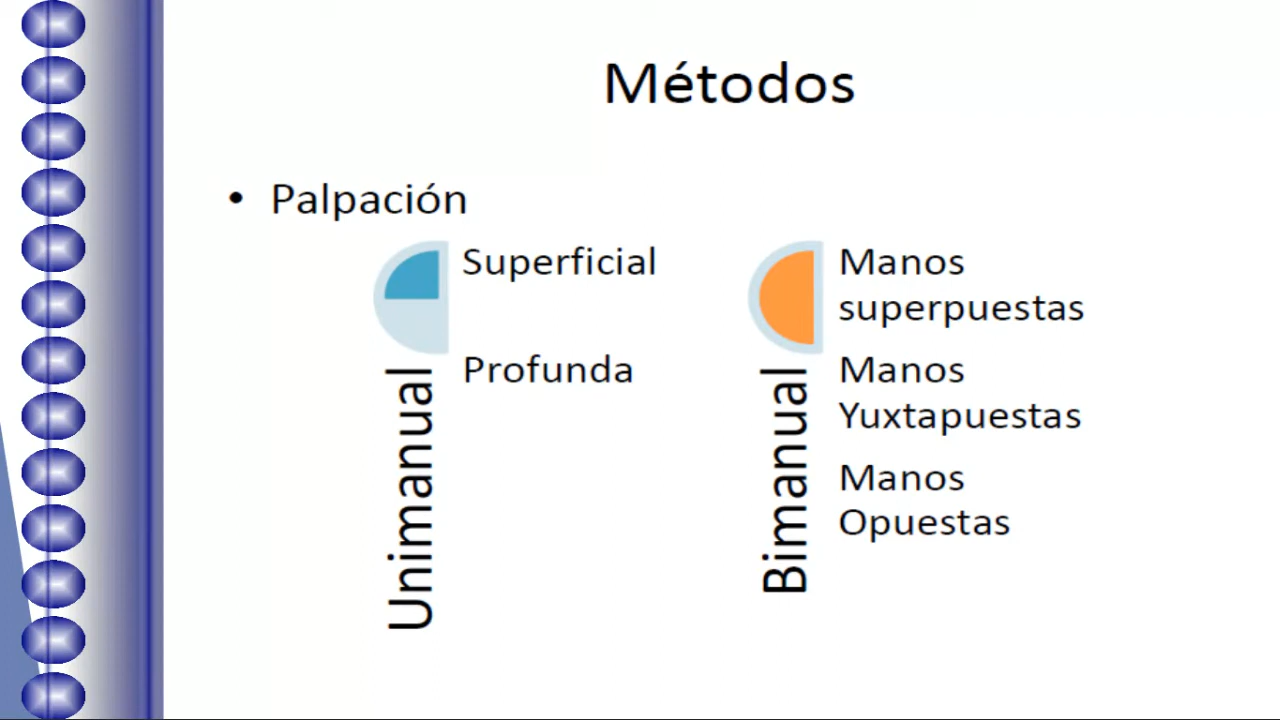 Métodos
• Palpación
Unimanual
Superficial
Profunda
Bimanual
Manos
superpuestas
Manos
Yuxtapuestas
Manos
Opuestas